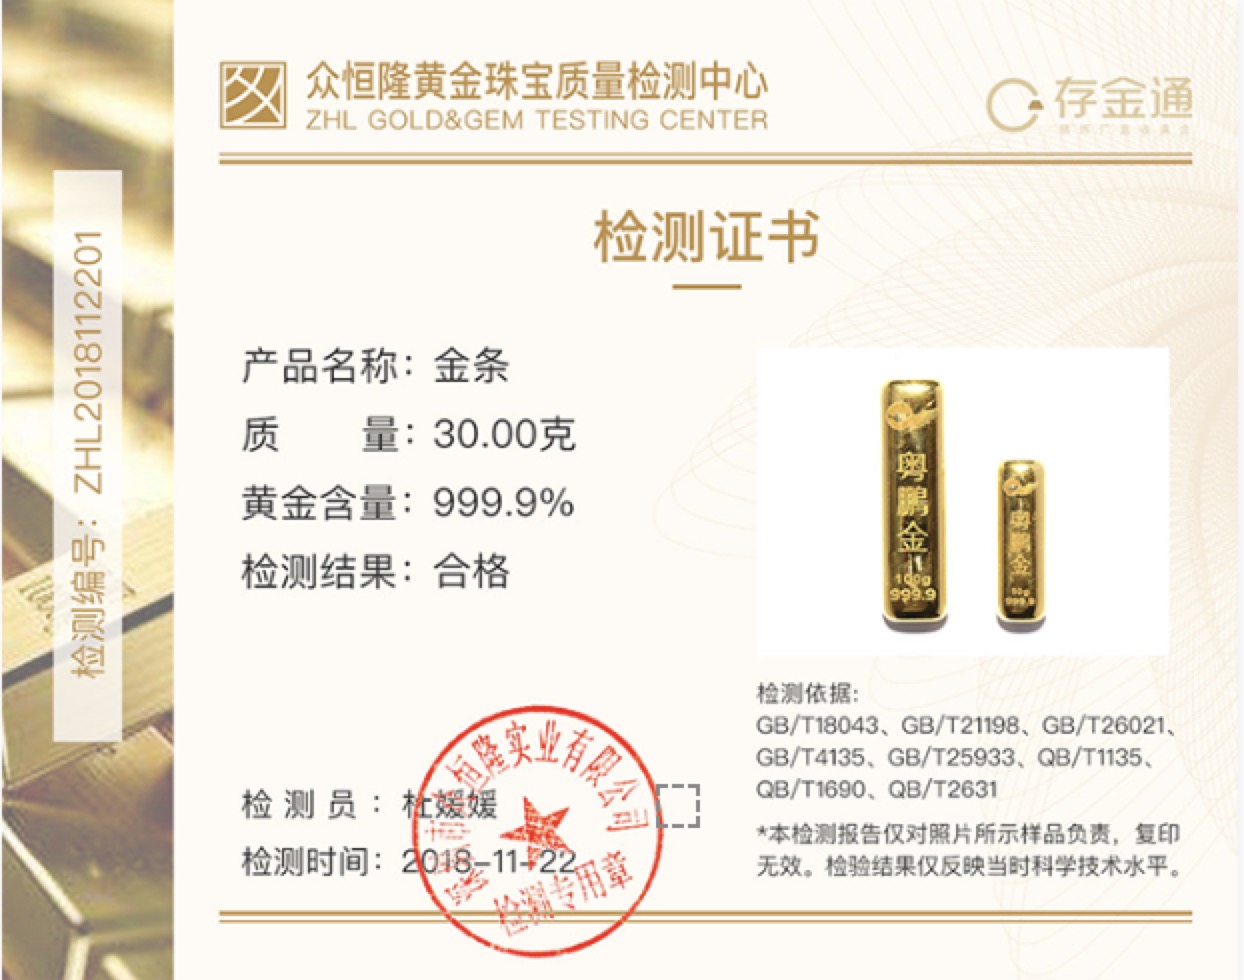 众恒隆黄金珠宝质量检测中心
ZHL GOLD&GEM TESTING CENTER
存金通
检测证书
检测编号：ZHL2018112201
产品名称：金条
质 量：30.00克
黄金含量：999.9%
检测结果：合格
粤鹏金
100g
999.9
粤鹏金
50g
999.9
检测依据:
GB/T18043、GB/T21198、GB/T26021、
GB/T4135、GB/T25933、QB/T1135、
QB/T1690、QB/T2631
*本检测报告仅对照片所示样品负责，复印
无效。检验结果仅反映当时科学技术水平。
检 测 员 ：杜媛媛
检测时间：2018-11-22
恒隆实业有限公司
检测专用章